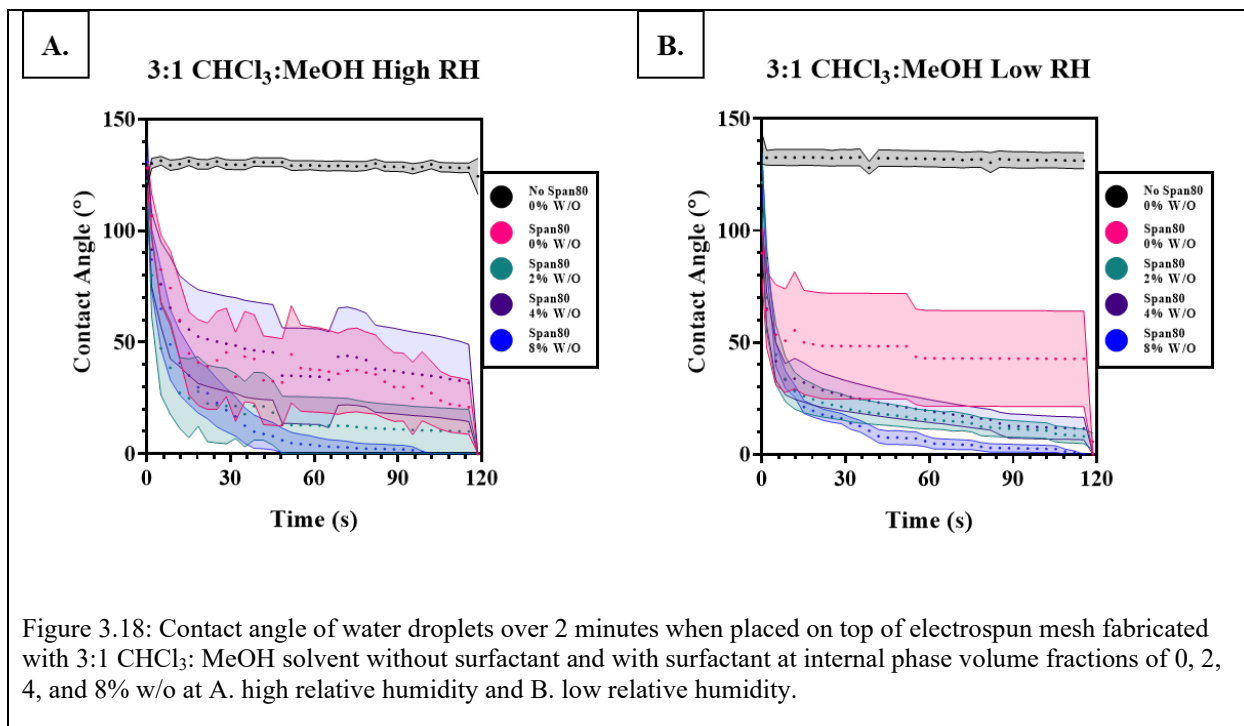 A.
3:1 CHCl₃:MeOH High RH
150
100
50
0
Contact Angle (°)
0 30 60 90 120
Time (s)
No Span80
0% W/O
Span80
0% W/O
Span80
2% W/O
Span80
4% W/O
Span80
8% W/O
B.
3:1 CHCl₃:MeOH Low RH
150
100
50
0
Contact Angle (°)
0 30 60 90 120
Time (s)
No Span80
0% W/O
Span80
0% W/O
Span80
2% W/O
Span80
4% W/O
Span80
8% W/O
Figure 3.18: Contact angle of water droplets over 2 minutes when placed on top of electrospun mesh fabricated
with 3:1 CHCl₃: MeOH solvent without surfactant and with surfactant at internal phase volume fractions of 0, 2,
4, and 8% w/o at A. high relative humidity and B. low relative humidity.